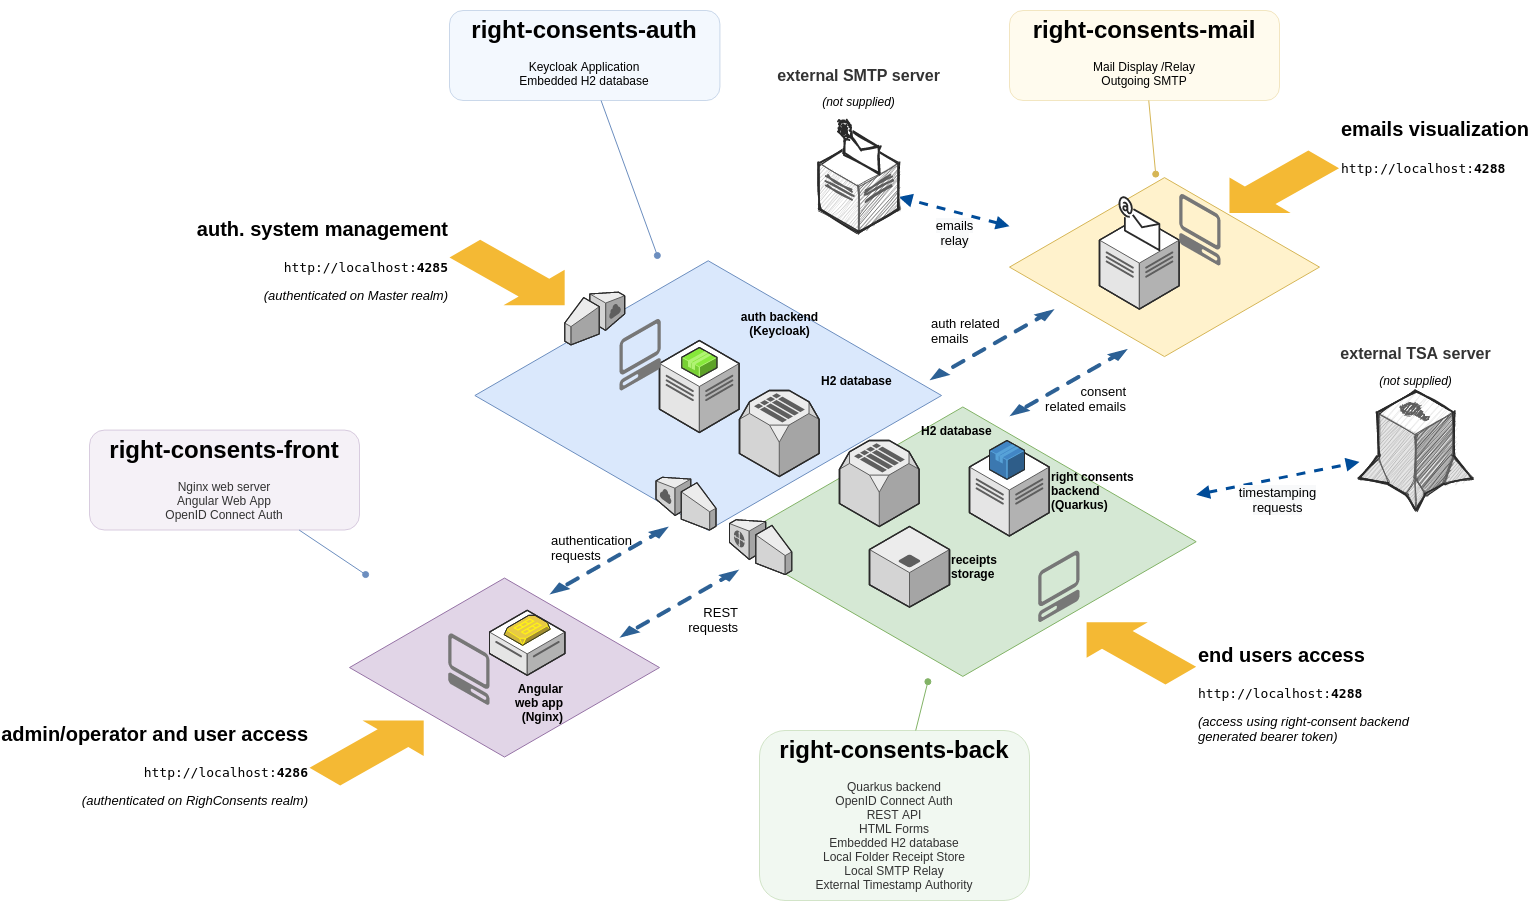 right-consents-auth
Keycloak Application
Embedded H2 database
right-consents-mail
Mail Display /Relay
Outgoing SMTP
external SMTP server
(not supplied)
emails visualization
http://localhost:4288
emails
relay
auth. system management
http://localhost:4285
(authenticated on Master realm)
auth backend
(Keycloak)
H2 database
auth related
emails
consent
related emails
external TSA server
(not supplied)
timestamping
requests
right-consents-front
Nginx web server
Angular Web App
OpenID Connect Auth
H2 database
right consents
backend
(Quarkus)
receipts
storage
authentication
requests
REST
requests
Angular
web app
(Nginx)
end users access
http://localhost:4288
(access using right-consent backend
generated bearer token)
admin/operator and user access
http://localhost:4286
(authenticated on RighConsents realm)
right-consents-back
Quarkus backend
OpenID Connect Auth
REST API
HTML Forms
Embedded H2 database
Local Folder Receipt Store
Local SMTP Relay
External Timestamp Authority